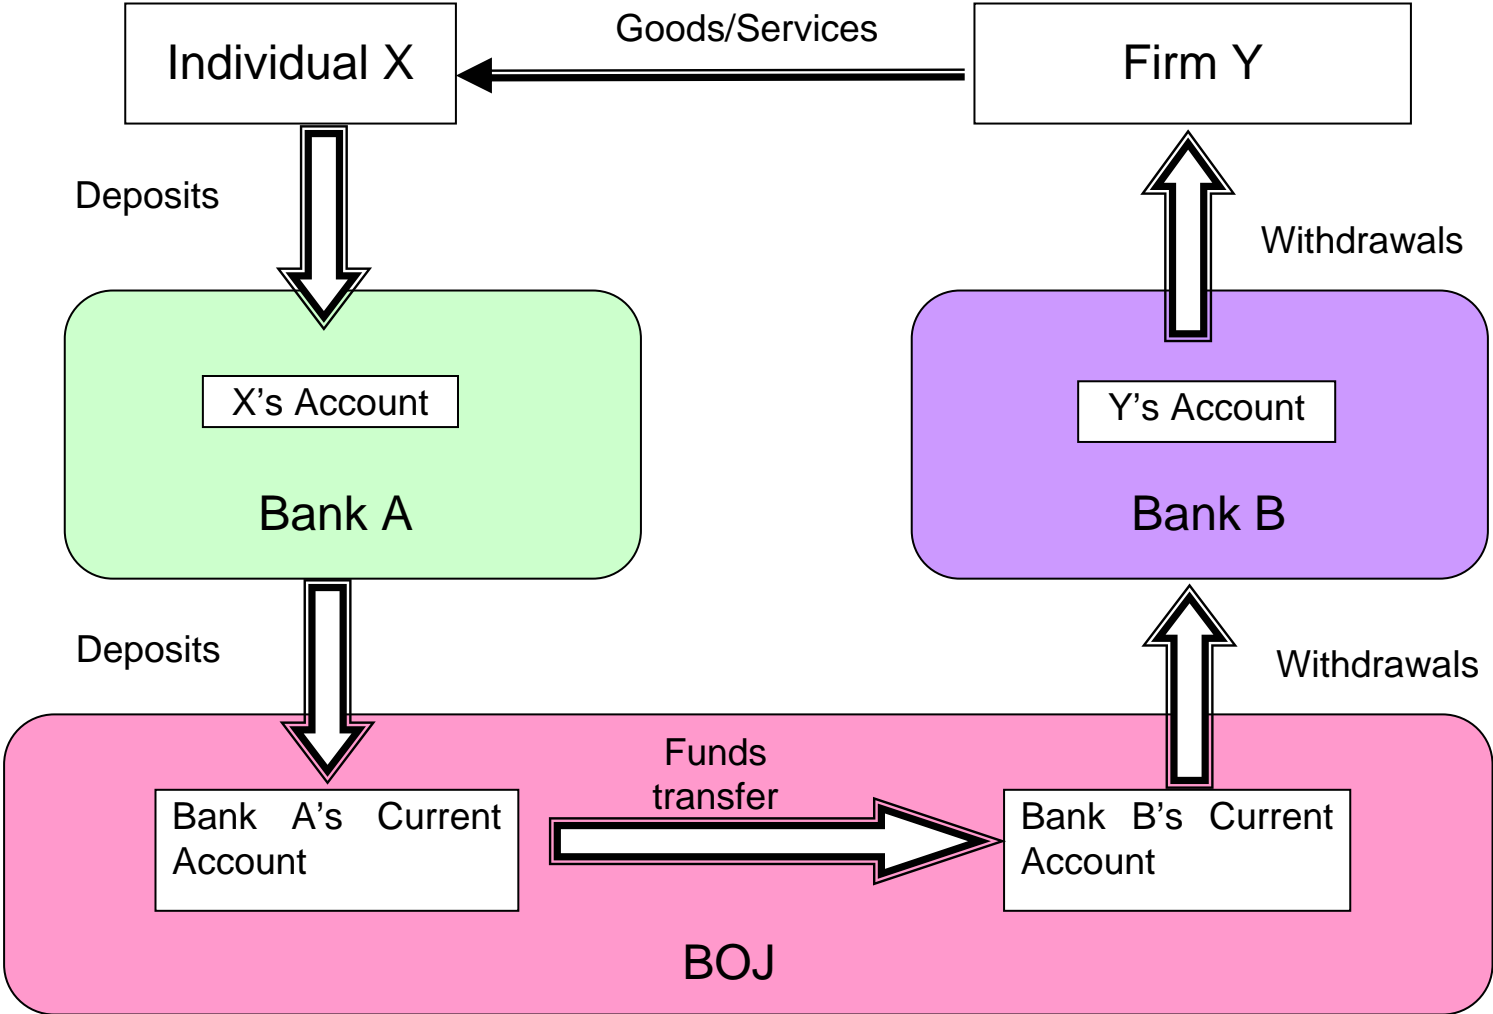 Individual X
Goods/Services
Firm Y
Deposits
Withdrawals
X’s Account
Y’s Account
Bank A
Bank B
Deposits
Withdrawals
Funds
transfer
Bank A’s Current
Account
Bank B’s Current
Account
BOJ